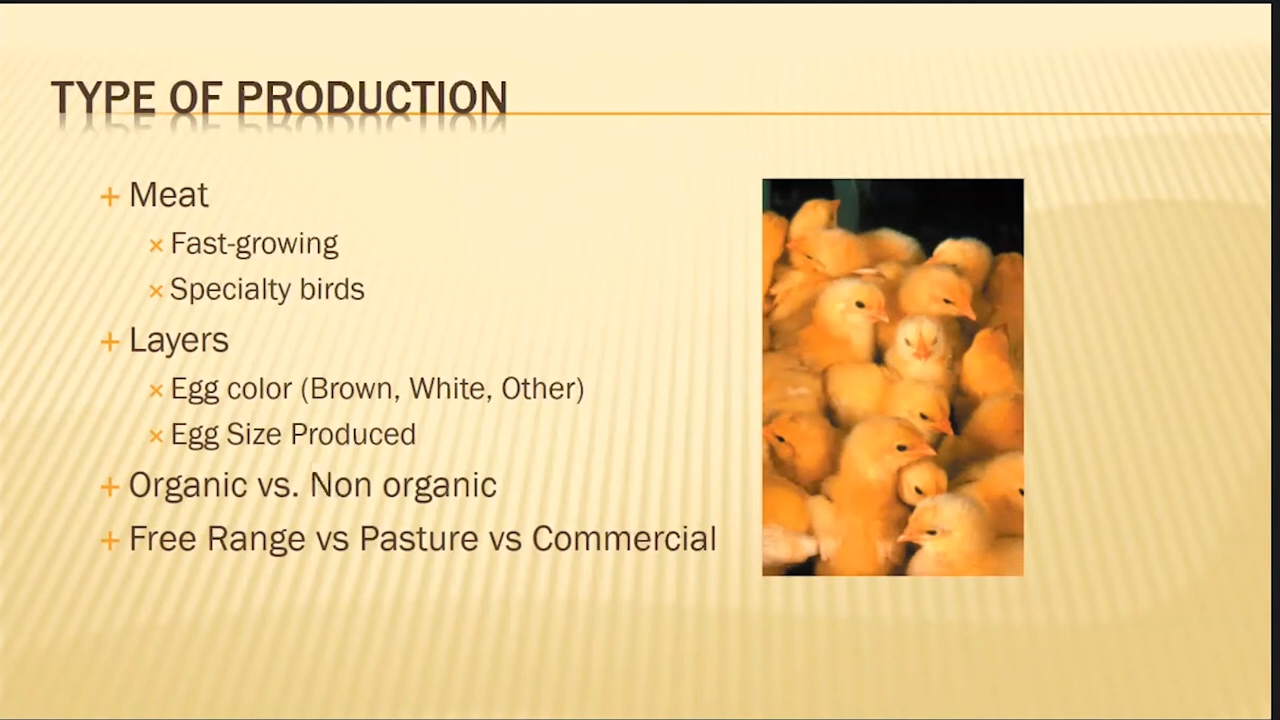 TYPE OF PRODUCTION
Meat
Fast-growing
Specialty birds
Layers
Egg color (Brown, White, Other)
Egg Size Produced
Organic vs. Non organic
Free Range vs Pasture vs Commercial